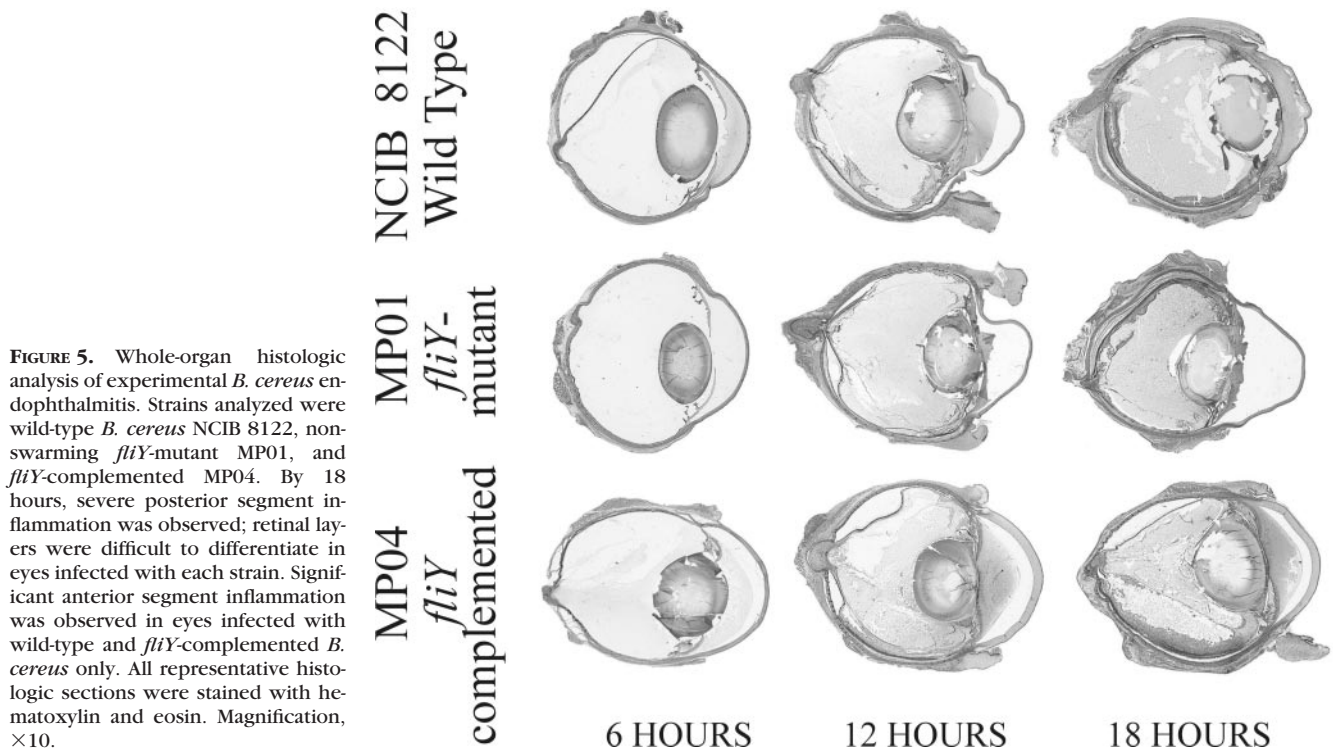 NCIB 8122
Wild Type
MP01
fliY-
mutant
MP04
fliY
complemented
6 HOURS
12 HOURS
18 HOURS
FIGURE 5. Whole-organ histologic
analysis of experimental B. cereus en-
dophthalmitis. Strains analyzed were
wild-type B. cereus NCIB 8122, non-
swarming fliY-mutant MP01, and
fliY-complemented MP04. By 18
hours, severe posterior segment in-
flammation was observed; retinal lay-
ers were difficult to differentiate in
eyes infected with each strain. Signif-
icant anterior segment inflammation
was observed in eyes infected with
wild-type and fliY-complemented B.
cereus only. All representative histo-
logic sections were stained with he-
matoxylin and eosin. Magnification,
×10.